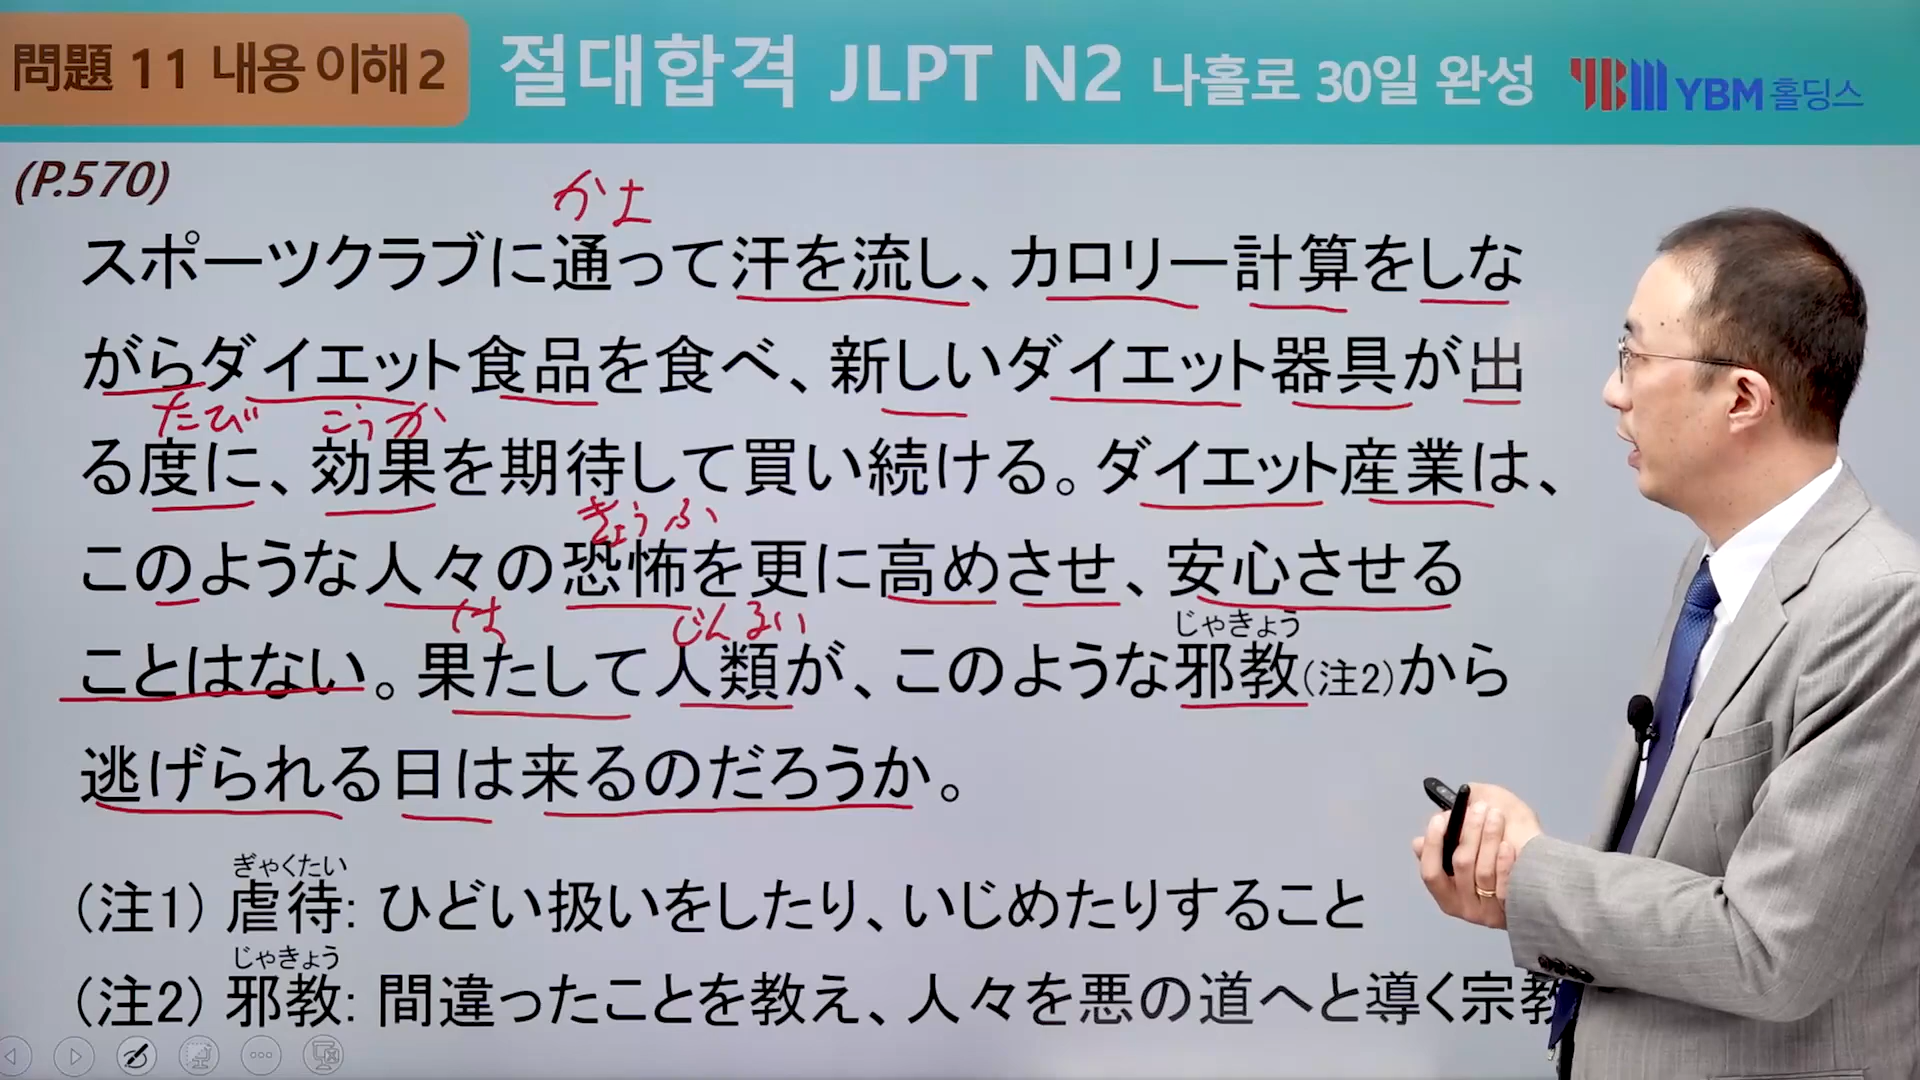 問題 11 내용 이해 2
절대합격 JLPT N2 나홀로 30일 완성
YBM YBM 홀딩스
(P.570)
かよ
スポーツクラブに通って汗を流し、カロリー計算をしな
がらダイエット食品を食べ、新しいダイエット器具が出
たび こうか
る度に、効果を期待して買い続ける。ダイエット産業は、
きょうふ
このような人々の恐怖を更に高めさせ、安心させる
は じんるい じゃきょう
ことはない。果たして人類が、このような邪教(注2)から
逃げられる日は来るのだろうか。
ぎゃくたい
(注1) 虐待: ひどい扱いをしたり、いじめたりすること
じゃきょう
(注2) 邪教: 間違ったことを教え、人々を悪の道へと導く宗教